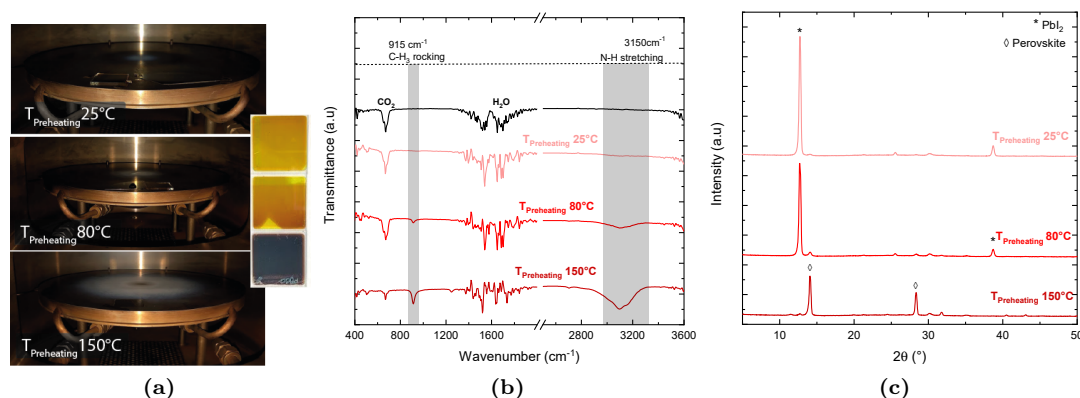 T_Preheating 25°C
T_Preheating 80°C
T_Preheating 150°C
(a)
Transmittance (a.u)
915 cm⁻¹
C-H₃ rocking
3150cm⁻¹
N-H stretching
CO₂
H₂O
T_Preheating 25°C
T_Preheating 80°C
T_Preheating 150°C
400 800 1200 1600 2800 3200 3600
Wavenumber (cm⁻¹)
(b)
Intensity (a.u)
* PbI₂
◊ Perovskite
*
T_Preheating 25°C
*
T_Preheating 80°C
◊
◊
T_Preheating 150°C
10 20 30 40 50
2θ (°)
(c)